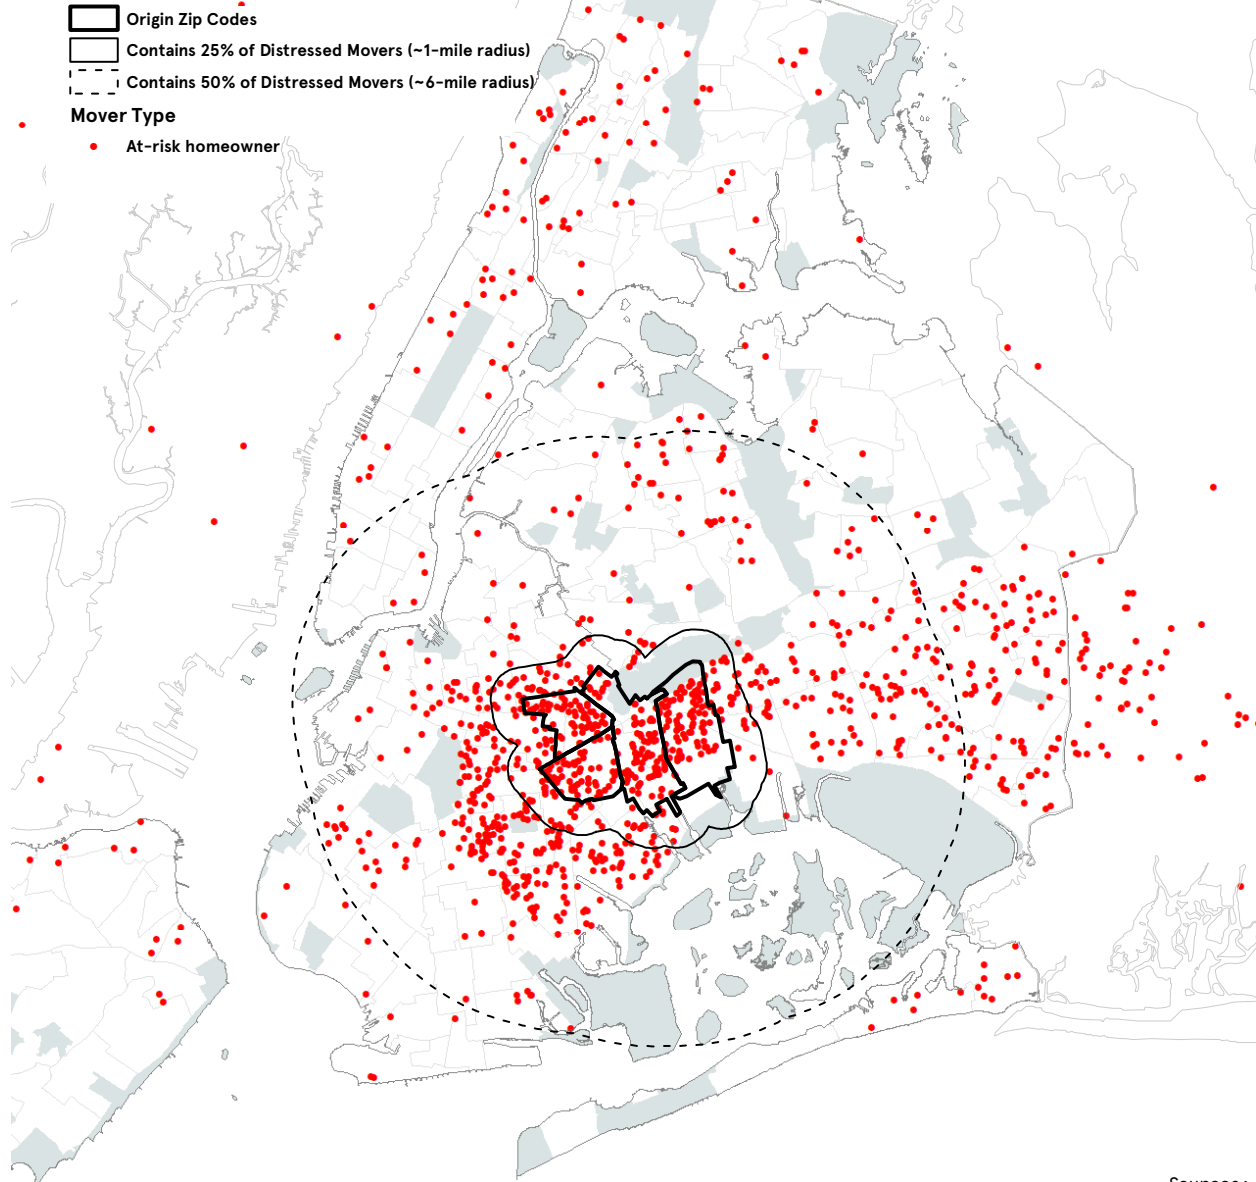 Origin Zip Codes
Contains 25% of Distressed Movers (~1-mile radius)
Contains 50% of Distressed Movers (~6-mile radius)
Mover Type
At-risk homeowner